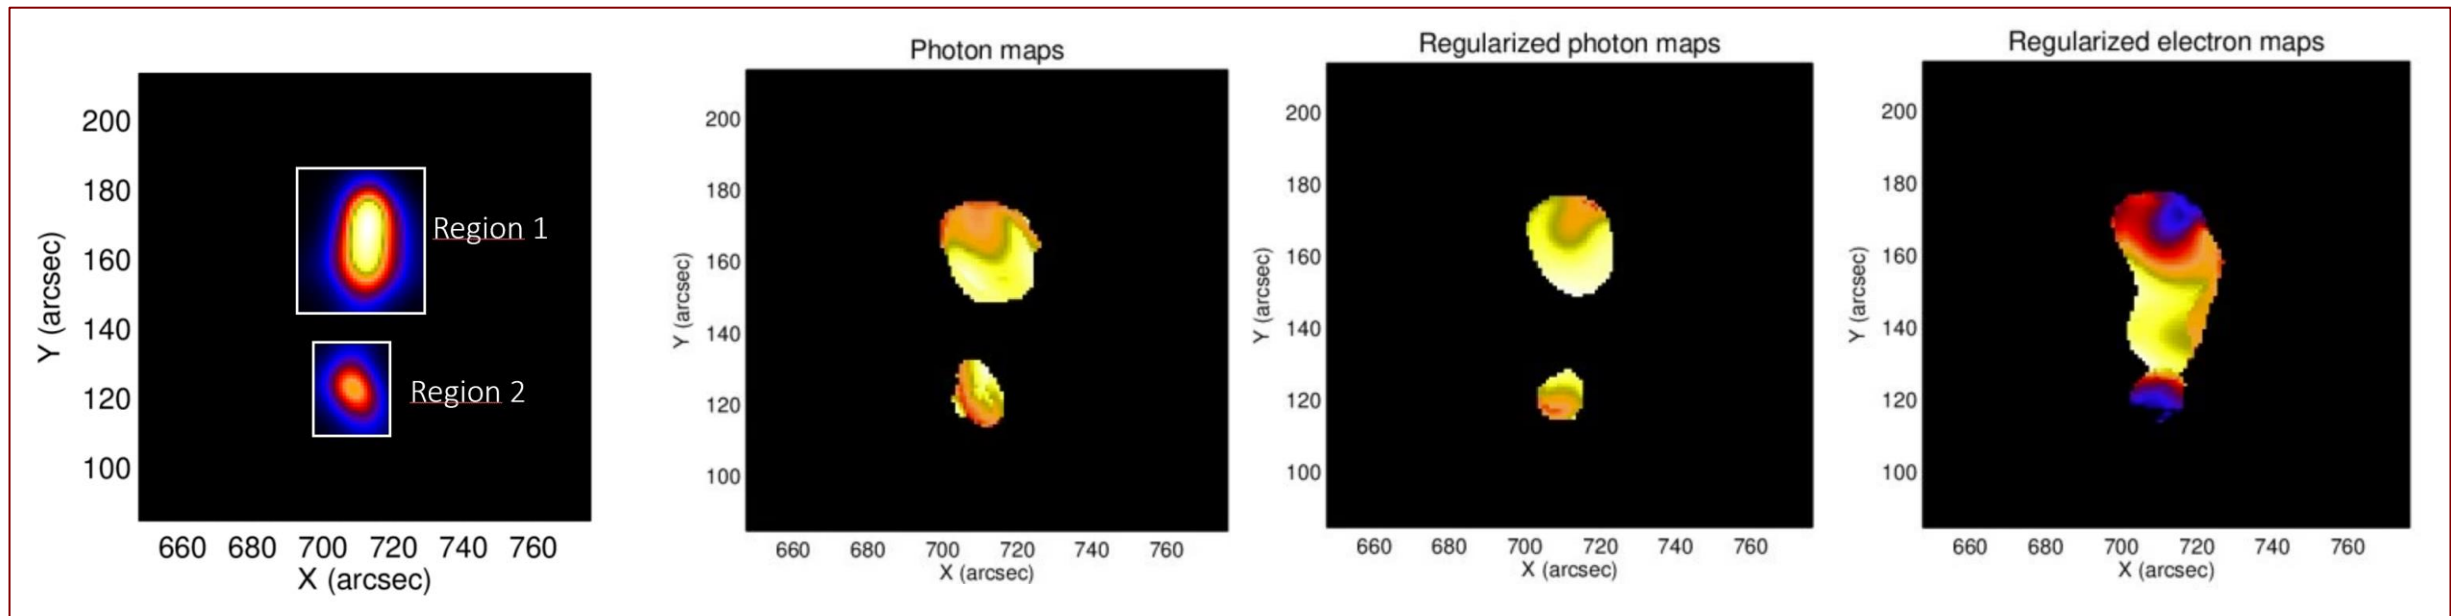 Photon maps
Regularized photon maps
Regularized electron maps
200
180
160
140
120
100
Y (arcsec)
Region 1
Region 2
660 680 700 720 740 760
X (arcsec)
200
180
160
140
120
100
Y (arcsec)
660 680 700 720 740 760
X (arcsec)
200
180
160
140
120
100
Y (arcsec)
660 680 700 720 740 760
X (arcsec)
200
180
160
140
120
100
Y (arcsec)
660 680 700 720 740 760
X (arcsec)